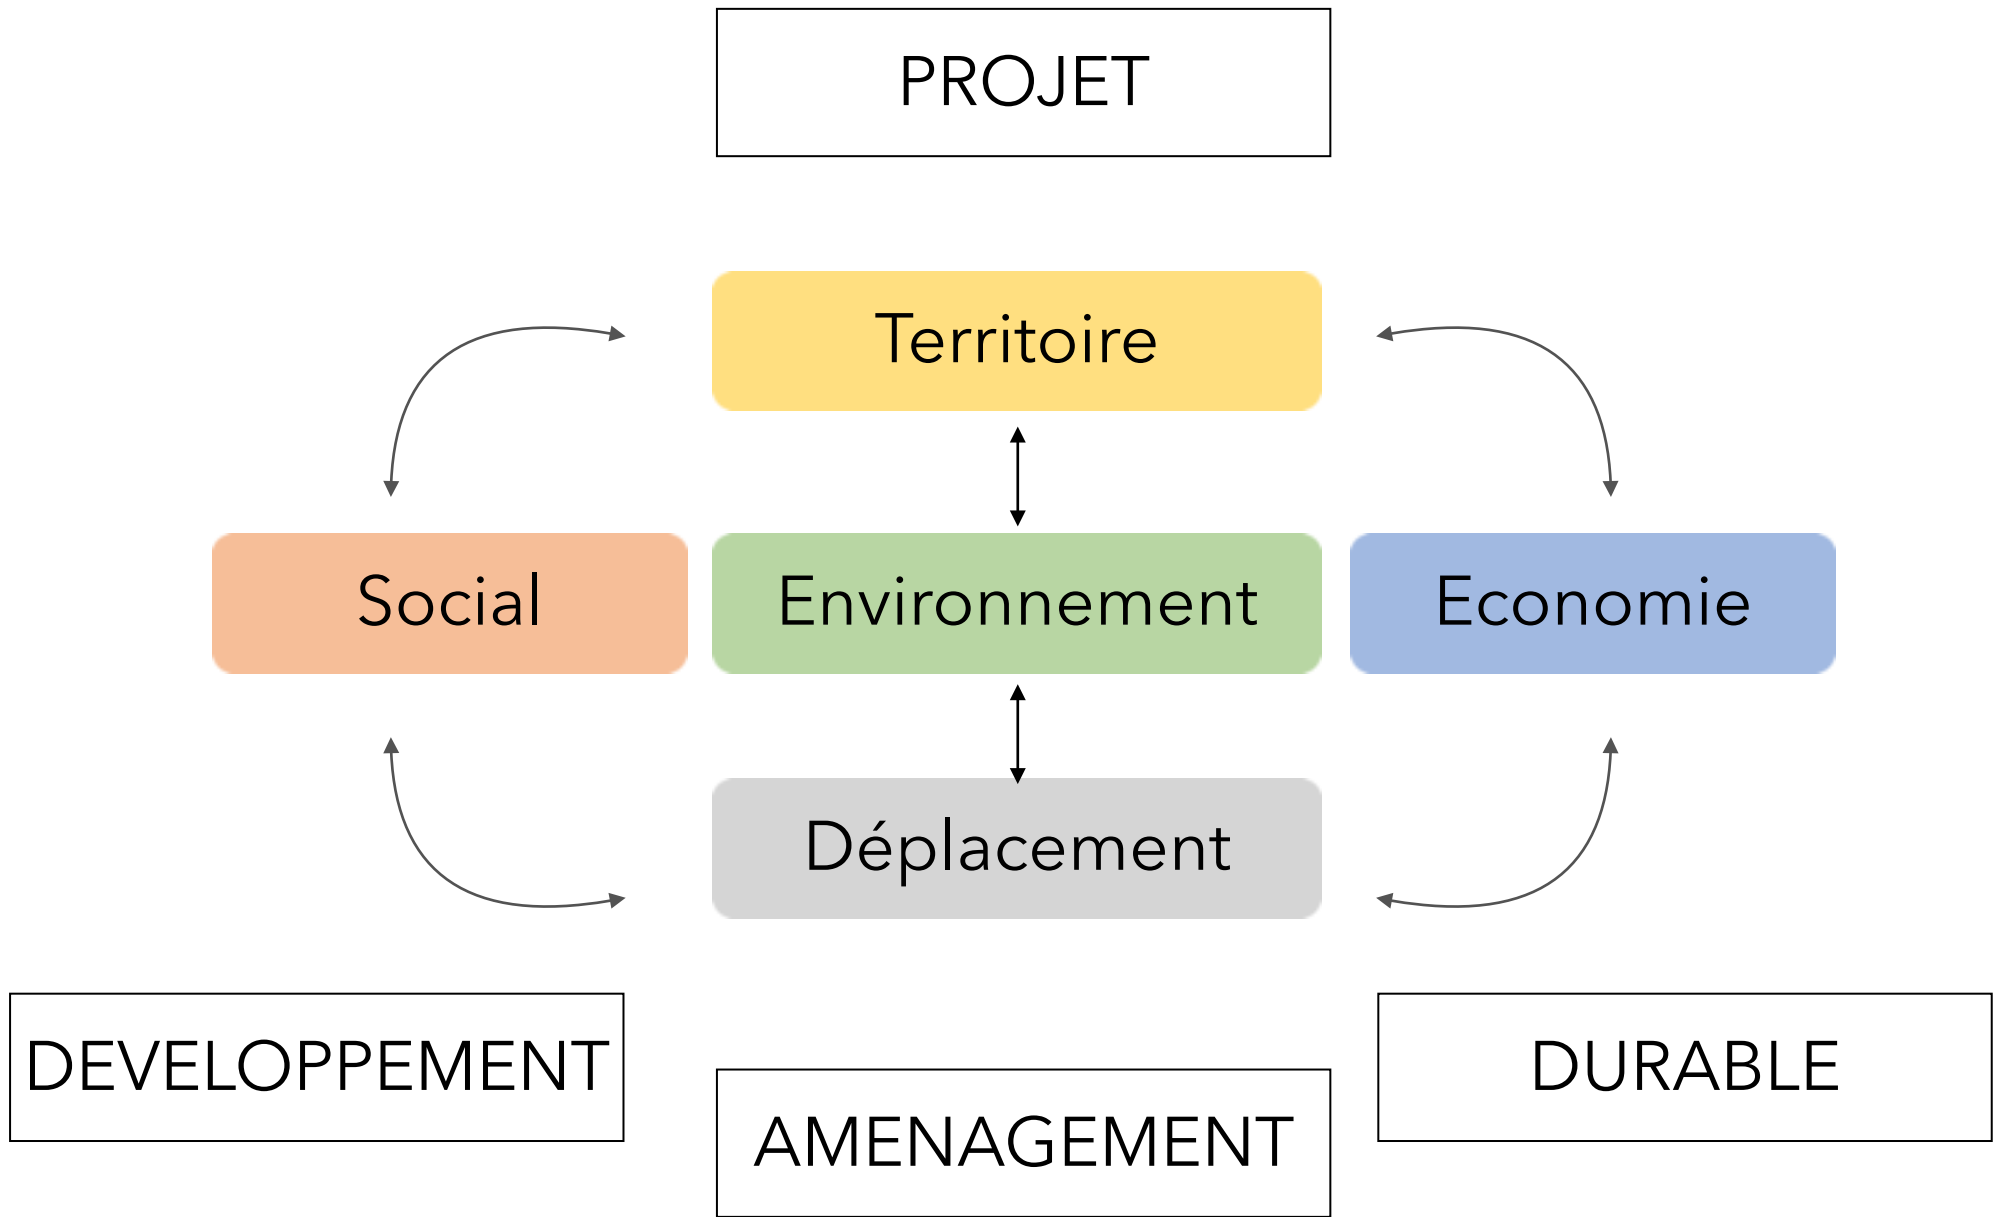 PROJET
Territoire
Social
Environnement
Economie
Déplacement
DEVELOPPEMENT
AMENAGEMENT
DURABLE